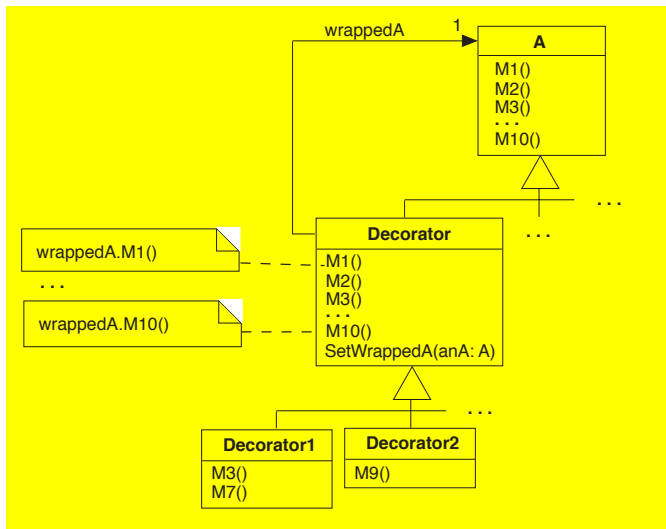 wrappedA
1
A
M1()
M2()
M3()
...
M10()
...
...
Decorator
M1()
M2()
M3()
...
M10()
SetWrappedA(anA: A)
wrappedA.M1()
...
wrappedA.M10()
...
Decorator1
M3()
M7()
Decorator2
M9()